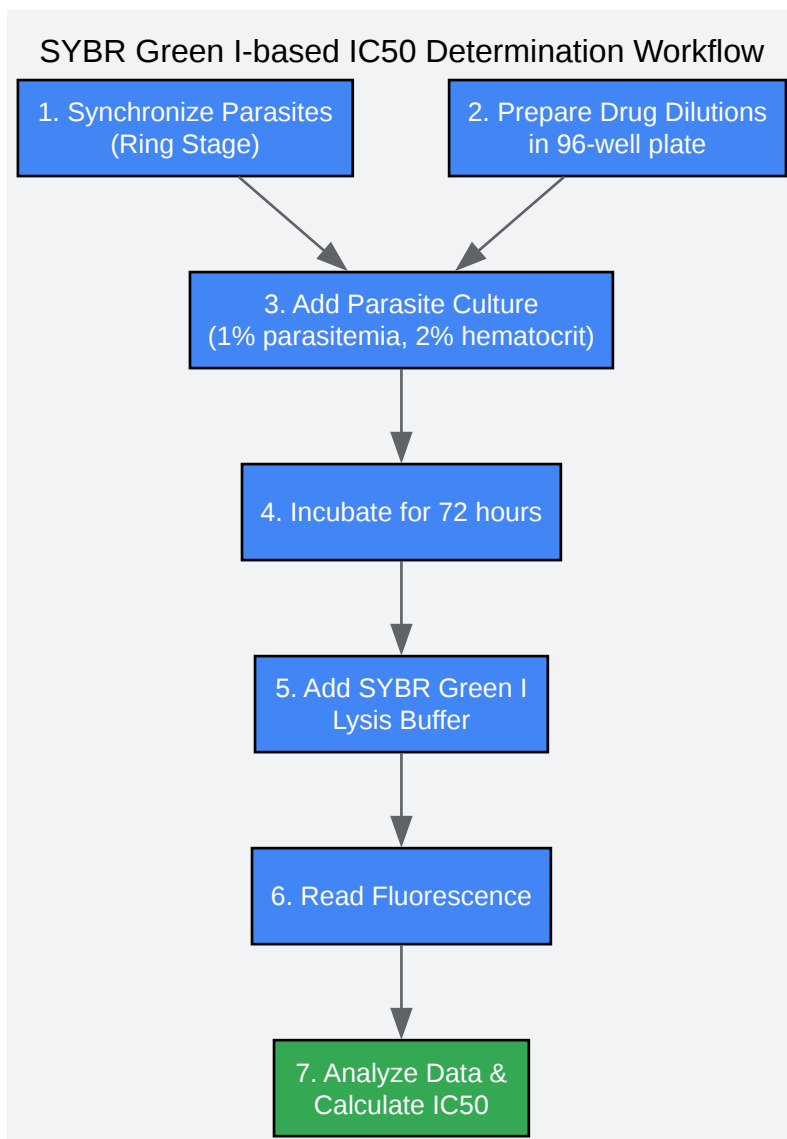 SYBR Green I-based IC50 Determination Workflow
1. Synchronize Parasites
(Ring Stage)
2. Prepare Drug Dilutions
in 96-well plate
3. Add Parasite Culture
(1% parasitemia, 2% hematocrit)
4. Incubate for 72 hours
5. Add SYBR Green I
Lysis Buffer
6. Read Fluorescence
7. Analyze Data &
Calculate IC50